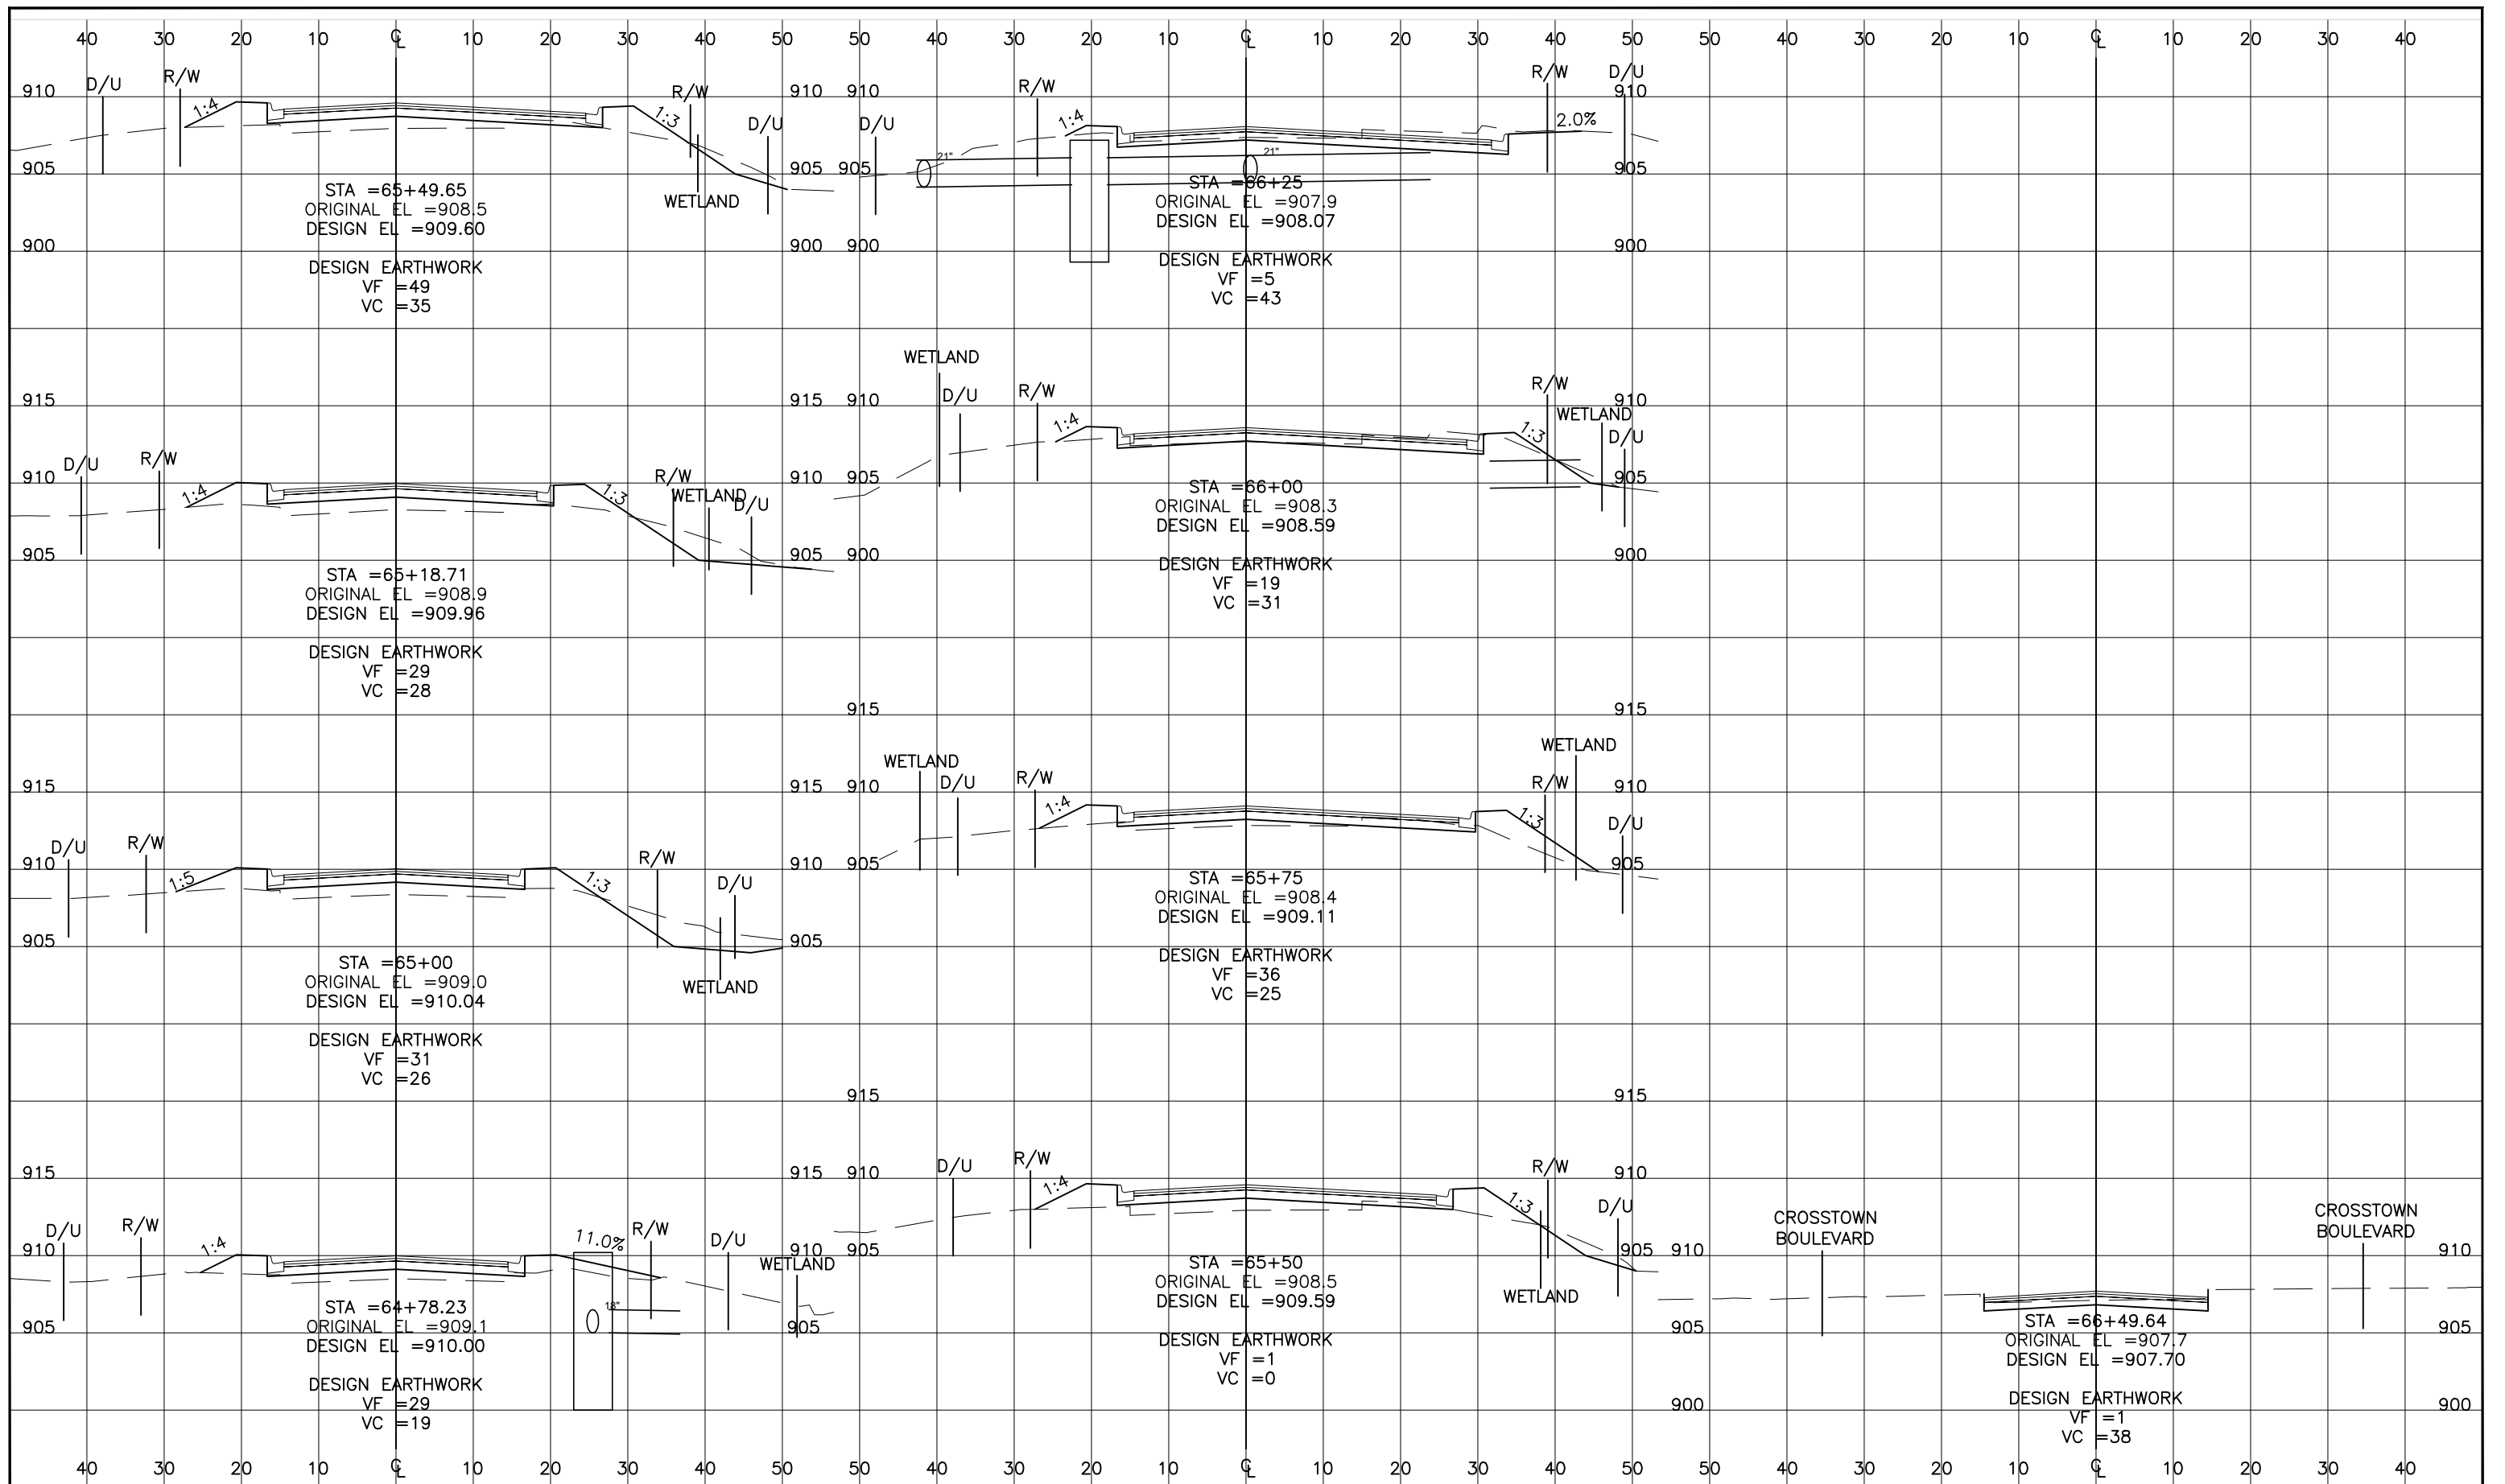 40 30 20 10 ℄ 10 20 30 40 50 40 30 20 10 ℄ 10 20 30 40 50 50 40 30 20 10 ℄ 10 20 30 40
910 D/U R/W 1:4 1:3 R/W D/U 910
905 905
WETLAND
STA =65+49.65
ORIGINAL EL =908.5
DESIGN EL =909.60
900 900
DESIGN EARTHWORK
VF =49
VC =35
915 915
910 D/U R/W 1:4 1:3 R/W WETLAND D/U 910
905 905
STA =65+18.71
ORIGINAL EL =908.9
DESIGN EL =909.96
DESIGN EARTHWORK
VF =29
VC =28
915 915
910 D/U R/W 1:5 1:3 R/W D/U 910
905 905
WETLAND
STA =65+00
ORIGINAL EL =909.0
DESIGN EL =910.04
DESIGN EARTHWORK
VF =31
VC =26
915 915
910 D/U R/W 1:4 11.0% R/W D/U 910
WETLAND
18"
905 905
STA =64+78.23
ORIGINAL EL =909.1
DESIGN EL =910.00
DESIGN EARTHWORK
VF =29
VC =19
R/W R/W D/U
910 D/U 1:4 2.0% 910
905 21" 21" 905
STA =66+25
ORIGINAL EL =907.9
DESIGN EL =908.07
900 900
DESIGN EARTHWORK
VF =5
VC =43
WETLAND
910 D/U R/W 1:4 1:3 R/W 910
WETLAND
D/U
905 905
STA =66+00
ORIGINAL EL =908.3
DESIGN EL =908.59
900 900
DESIGN EARTHWORK
VF =19
VC =31
915 915
WETLAND WETLAND
910 D/U R/W 1:4 1:3 R/W 910
D/U
905 905
STA =65+75
ORIGINAL EL =908.4
DESIGN EL =909.11
DESIGN EARTHWORK
VF =36
VC =25
915 915
910 D/U R/W 1:4 1:3 R/W 910
D/U
905 905
STA =65+50
ORIGINAL EL =908.5
DESIGN EL =909.59
WETLAND
DESIGN EARTHWORK
VF =1
VC =0
CROSSTOWN
BOULEVARD
CROSSTOWN
BOULEVARD
910 910
905 905
STA =66+49.64
ORIGINAL EL =907.7
DESIGN EL =907.70
900 900
DESIGN EARTHWORK
VF =1
VC =38
40 30 20 10 ℄ 10 20 30 40 50 40 30 20 10 ℄ 10 20 30 40 50 50 40 30 20 10 ℄ 10 20 30 40